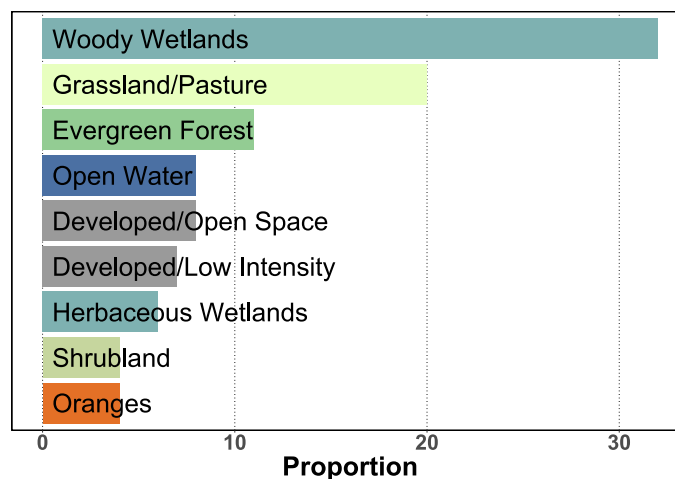 Woody Wetlands
Grassland/Pasture
Evergreen Forest
Open Water
Developed/Open Space
Developed/Low Intensity
Herbaceous Wetlands
Shrubland
Oranges
0 10 20 30
Proportion